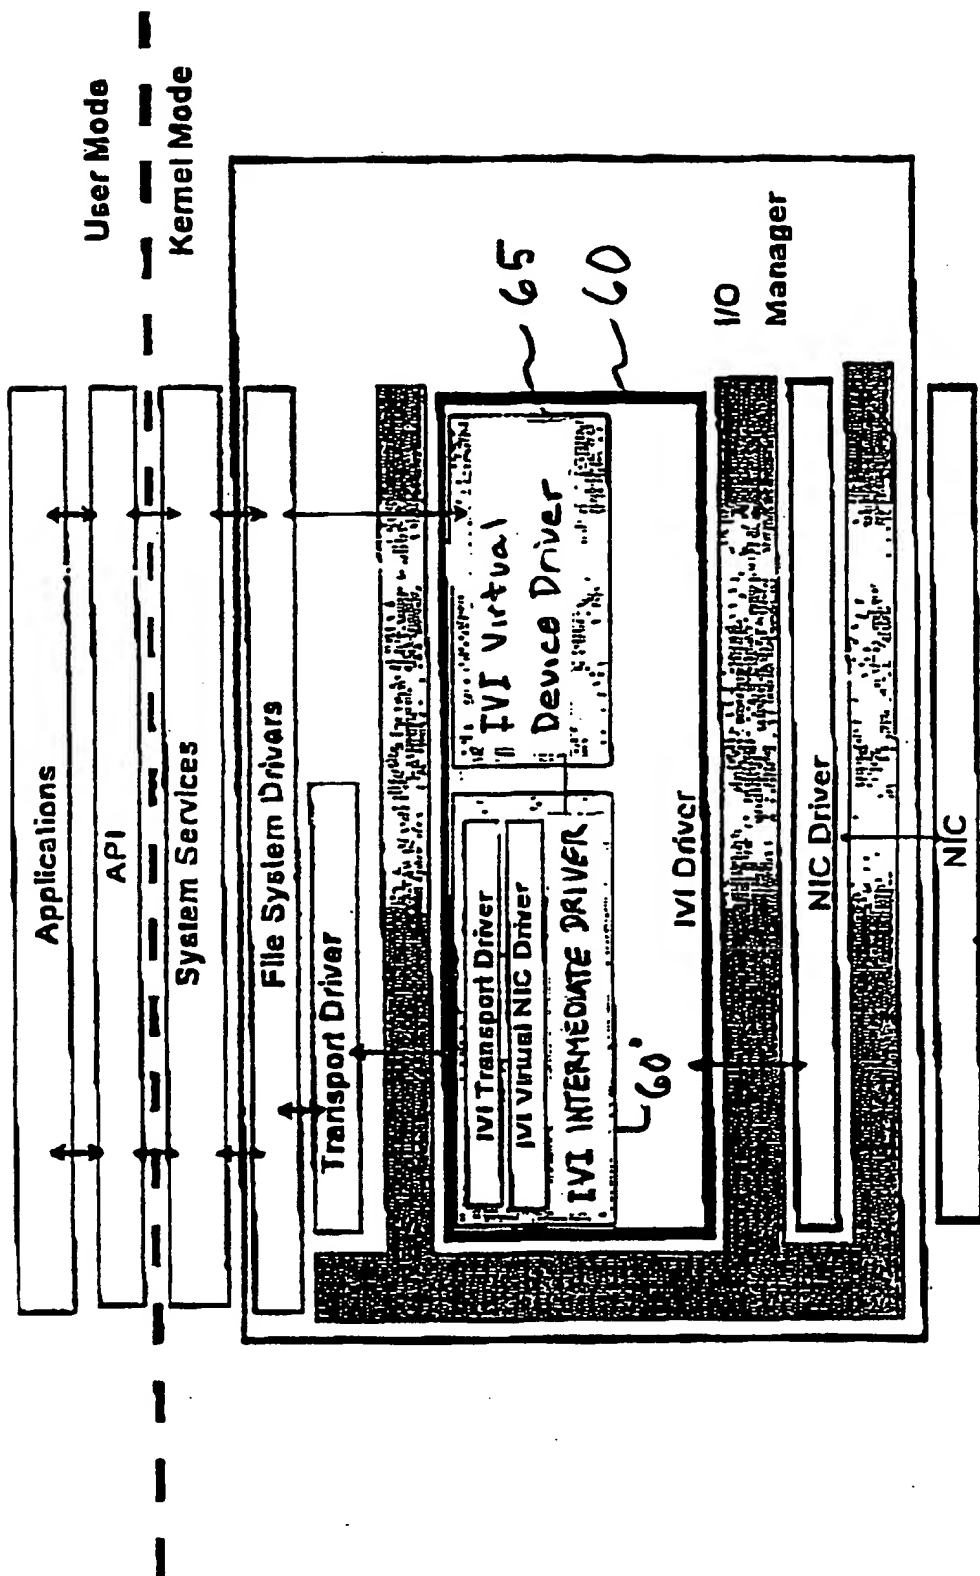 User Mode
Kernel Mode
Applications
API
System Services
File System Drivers
Transport Driver
IVI Transport Driver
IVI Virtual NIC Driver
IVI INTERMEDIATE DRIVER
60'
IVI Virtual
Device Driver
65
60
IVI Driver
I/O
Manager
NIC Driver
NIC